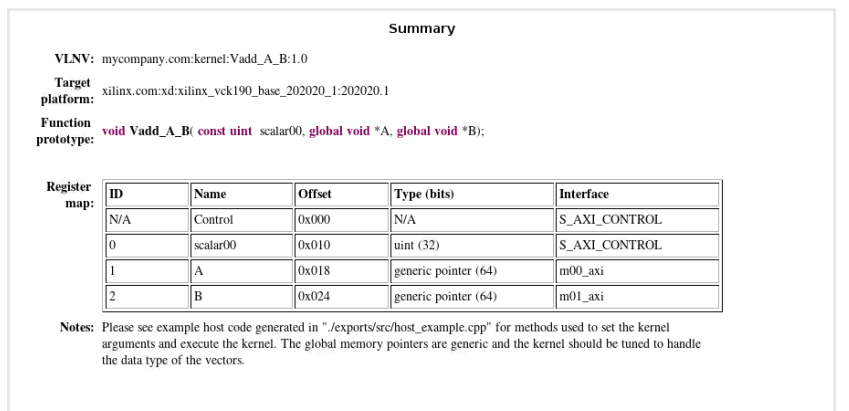 Summary
VLNV: mycompany.com:kernel:Vadd_A_B:1.0
Target platform: xilinx.com:xd:xilinx_vck190_base_202020_1:202020.1
Function prototype: void Vadd_A_B( const uint scalar00, global void *A, global void *B);
Register map:
ID Name Offset Type (bits) Interface
N/A Control 0x000 N/A S_AXI_CONTROL
0 scalar00 0x010 uint (32) S_AXI_CONTROL
1 A 0x018 generic pointer (64) m00_axi
2 B 0x024 generic pointer (64) m01_axi
Notes: Please see example host code generated in "./exports/src/host_example.cpp" for methods used to set the kernel
arguments and execute the kernel. The global memory pointers are generic and the kernel should be tuned to handle
the data type of the vectors.